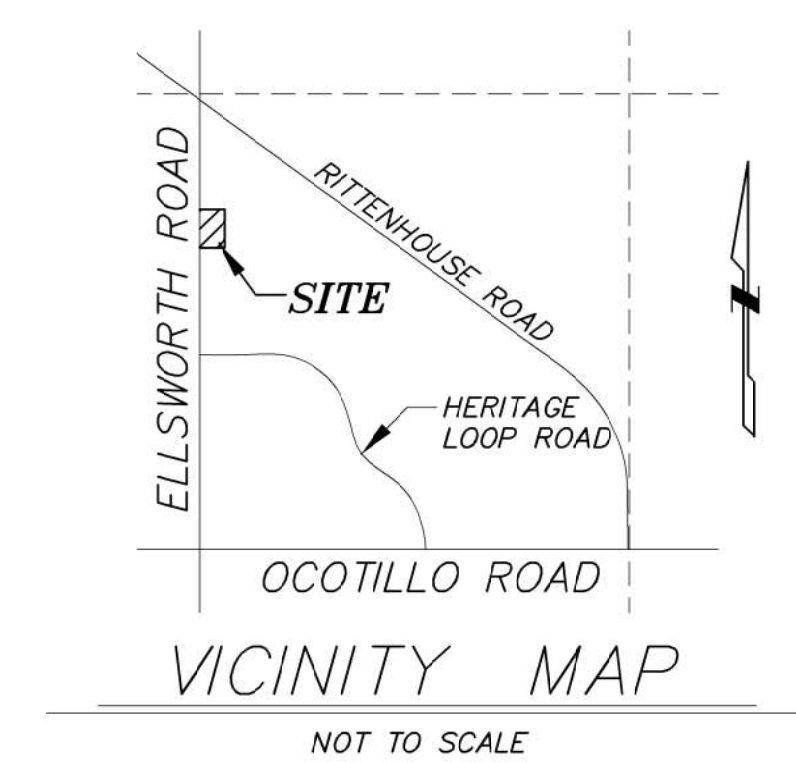 ELLSWORTH ROAD
RITTENHOUSE ROAD
SITE
HERITAGE
LOOP ROAD
OCOTILLO ROAD
VICINITY MAP
NOT TO SCALE